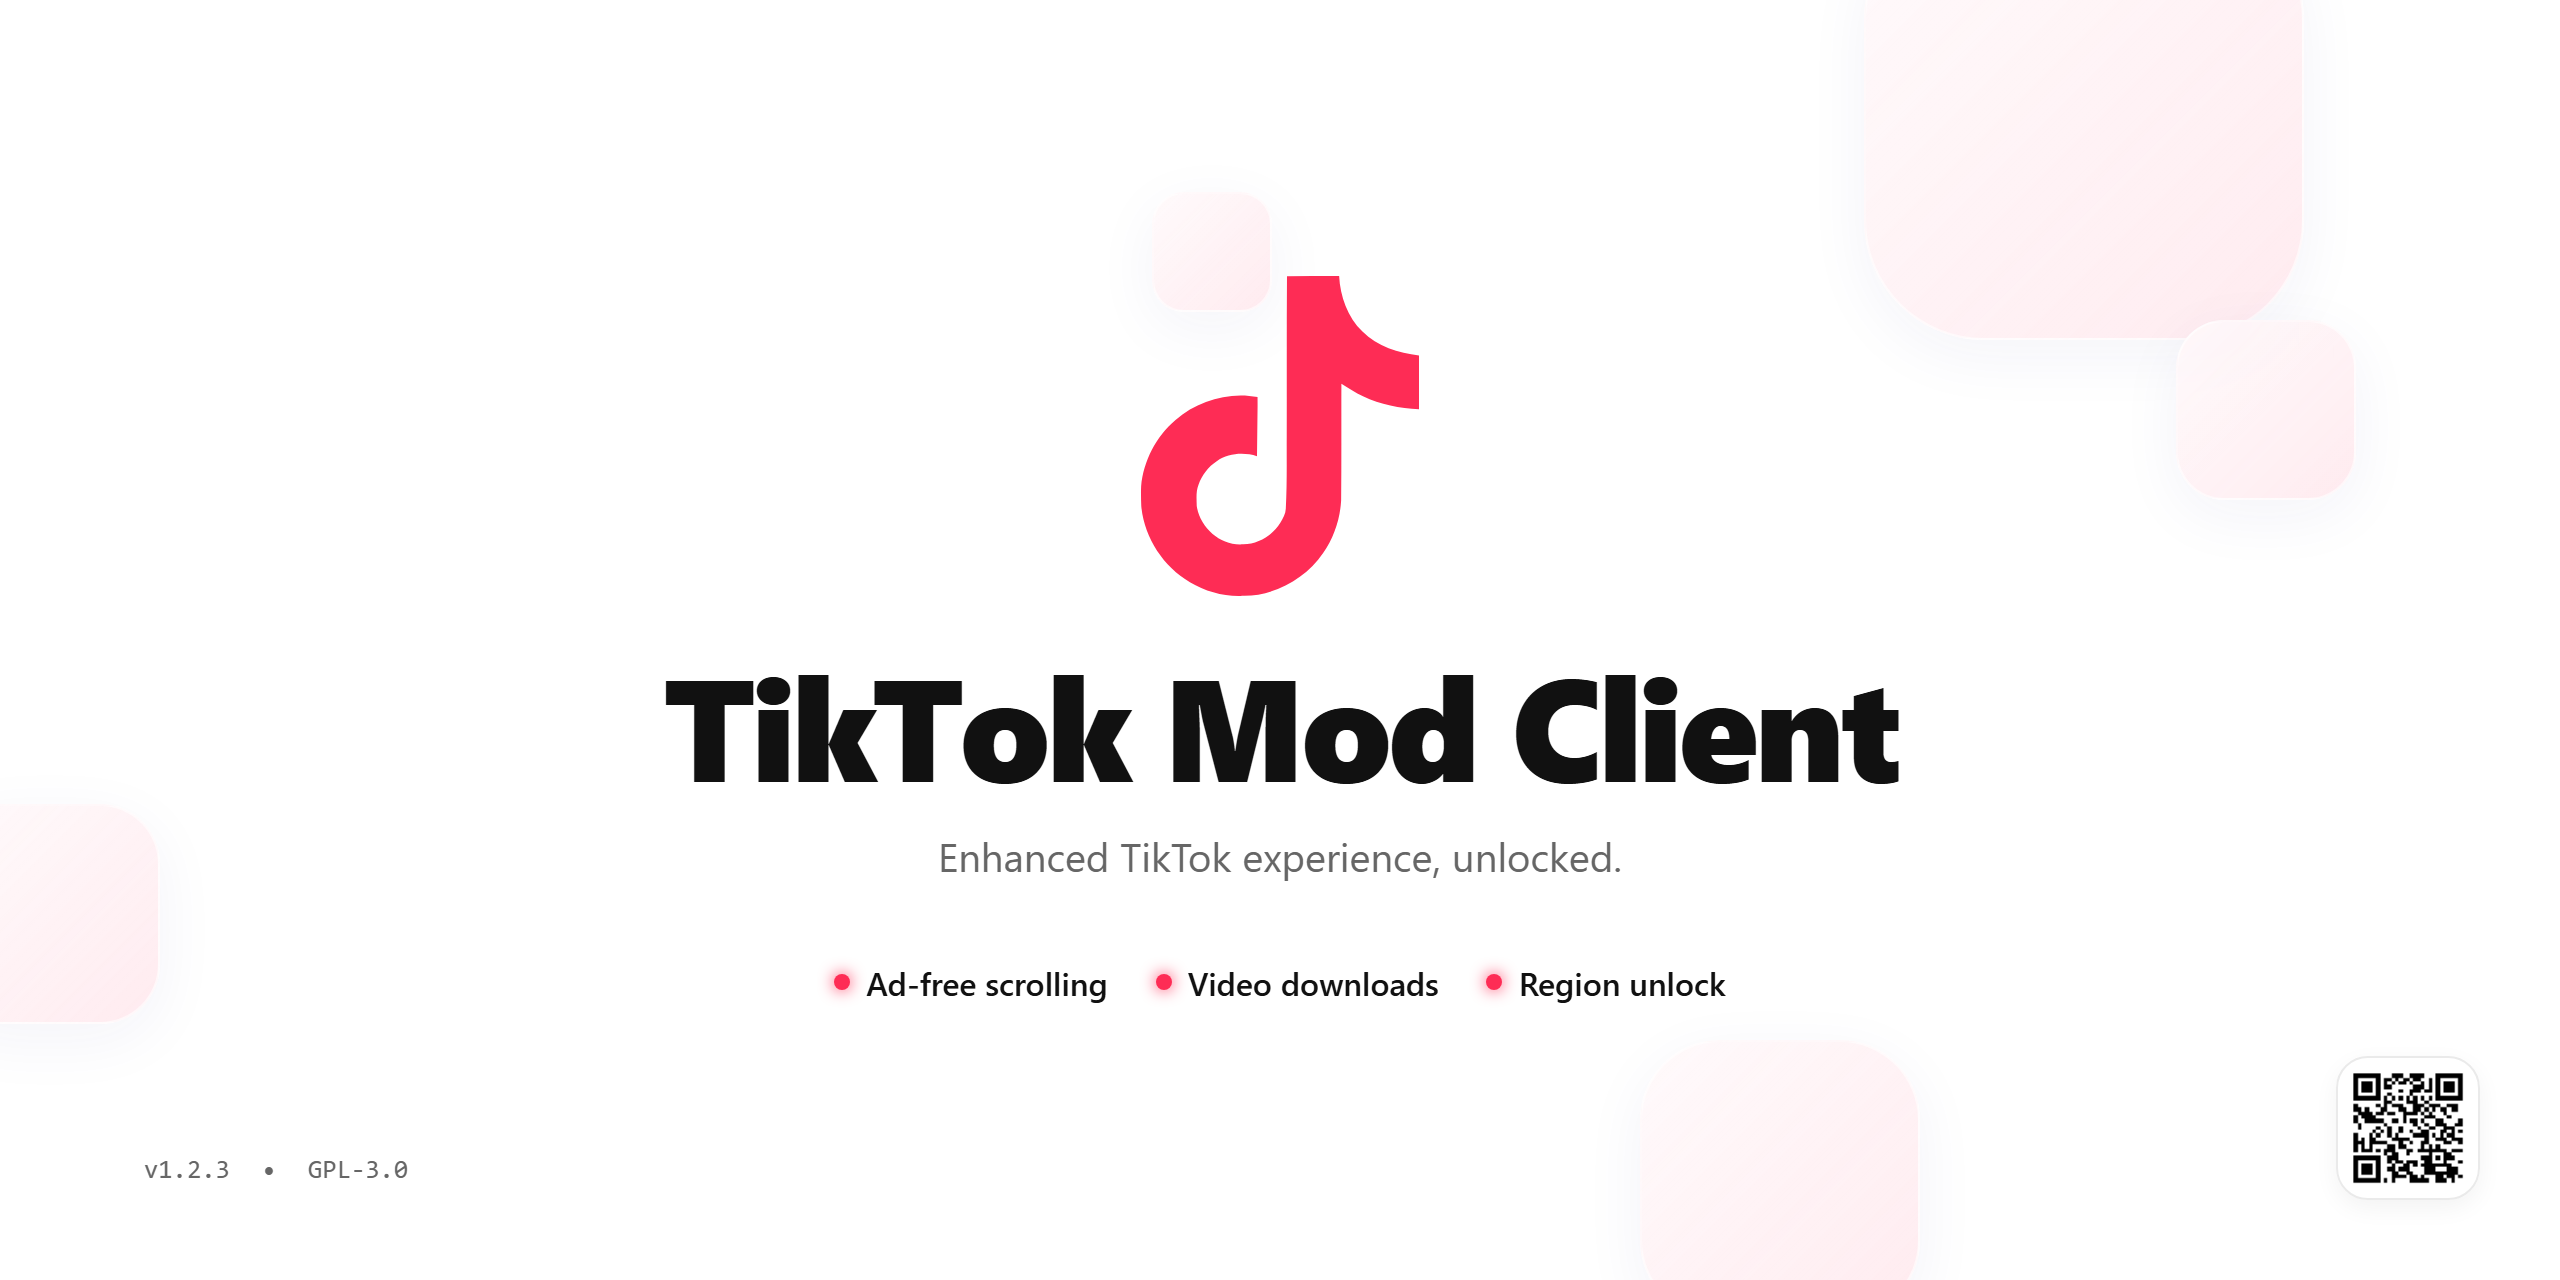 TikTok Mod Client
Enhanced TikTok experience, unlocked.
Ad-free scrolling
Video downloads
Region unlock
v1.2.3 • GPL-3.0